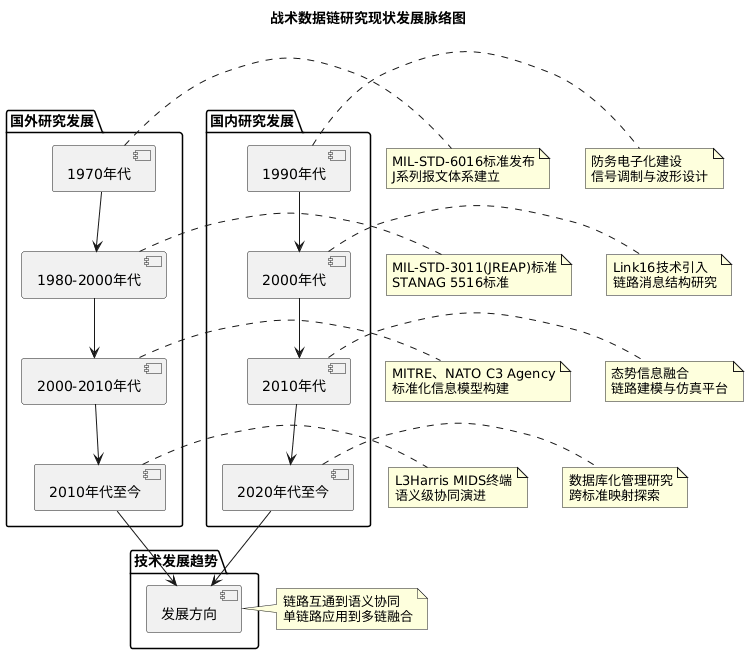 战术数据链研究现状发展脉络图
国外研究发展
国内研究发展
1970年代
1990年代
MIL-STD-6016标准发布
J系列报文体系建立
防务电子化建设
信号调制与波形设计
1980-2000年代
2000年代
MIL-STD-3011(JREAP)标准
STANAG 5516标准
Link16技术引入
链路消息结构研究
2000-2010年代
2010年代
MITRE、NATO C3 Agency
标准化信息模型构建
态势信息融合
链路建模与仿真平台
2010年代至今
2020年代至今
L3Harris MIDS终端
语义级协同演进
数据库化管理研究
跨标准映射探索
技术发展趋势
发展方向
链路互通到语义协同
单链路应用到多链融合